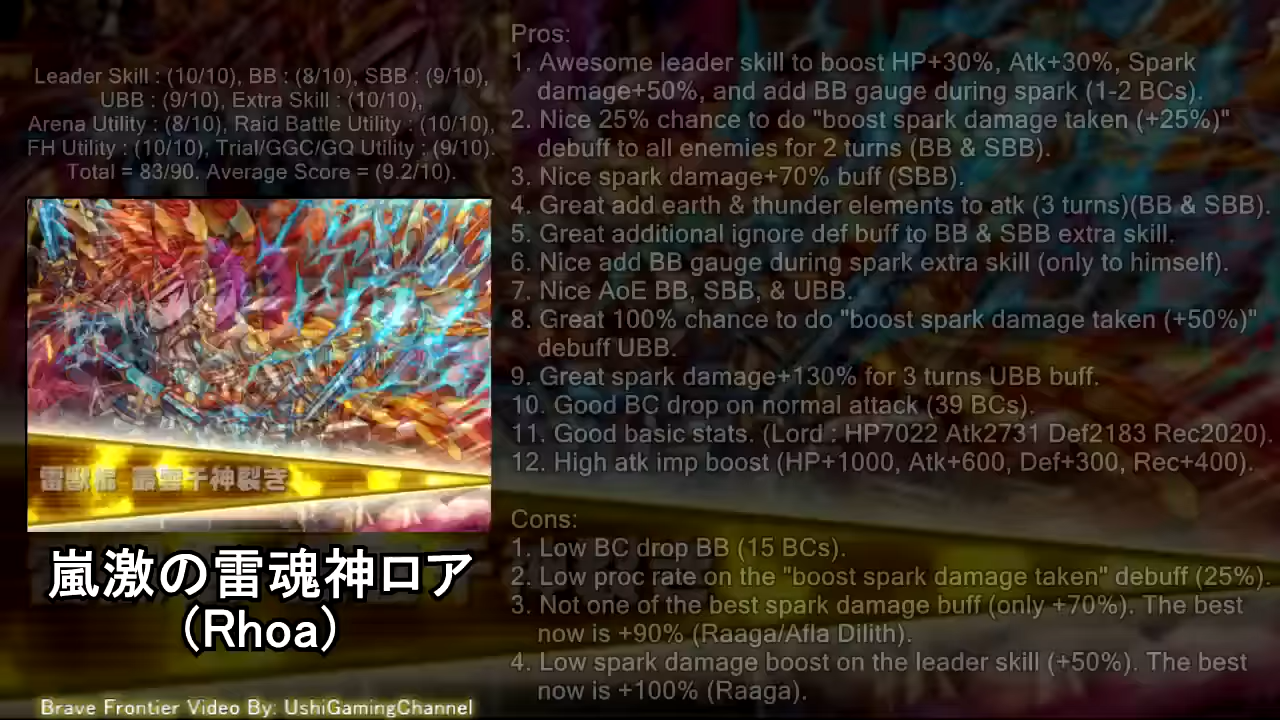 Leader Skill : (10/10), BB : (8/10), SBB : (9/10),
UBB : (9/10), Extra Skill : (10/10),
Arena Utility : (8/10), Raid Battle Utility : (10/10),
FH Utility : (10/10), Trial/GGC/GQ Utility : (9/10).
Total = 83/90. Average Score = (9.2/10).
千神裂き
嵐激の雷魂神ロア
(Rhoa)
Brave Frontier Video By: UshiGamingChannel
Pros:
1. Awesome leader skill to boost HP+30%, Atk+30%, Spark
damage+50%, and add BB gauge during spark (1-2 BCs).
2. Nice 25% chance to do "boost spark damage taken (+25%)"
debuff to all enemies for 2 turns (BB & SBB).
3. Nice spark damage+70% buff (SBB).
4. Great add earth & thunder elements to atk (3 turns)(BB & SBB).
5. Great additional ignore def buff to BB & SBB extra skill.
6. Nice add BB gauge during spark extra skill (only to himself).
7. Nice AoE BB, SBB, & UBB.
8. Great 100% chance to do "boost spark damage taken (+50%)"
debuff UBB.
9. Great spark damage+130% for 3 turns UBB buff.
10. Good BC drop on normal attack (39 BCs).
11. Good basic stats. (Lord : HP7022 Atk2731 Def2183 Rec2020).
12. High atk imp boost (HP+1000, Atk+600, Def+300, Rec+400).
Cons:
1. Low BC drop BB (15 BCs).
2. Low proc rate on the "boost spark damage taken" debuff (25%).
3. Not one of the best spark damage buff (only +70%). The best
now is +90% (Raaga/Afla Dilith).
4. Low spark damage boost on the leader skill (+50%). The best
now is +100% (Raaga).